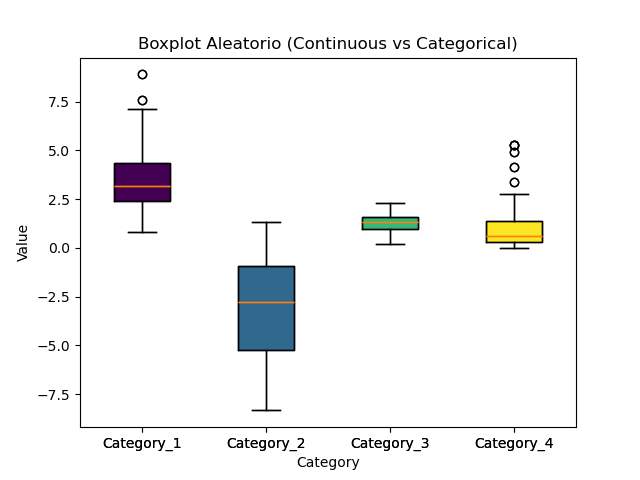 Boxplot Aleatorio (Continuous vs Categorical)
7.5
5.0
2.5
0.0
−2.5
−5.0
−7.5
Value
Category_1 Category_2 Category_3 Category_4
Category